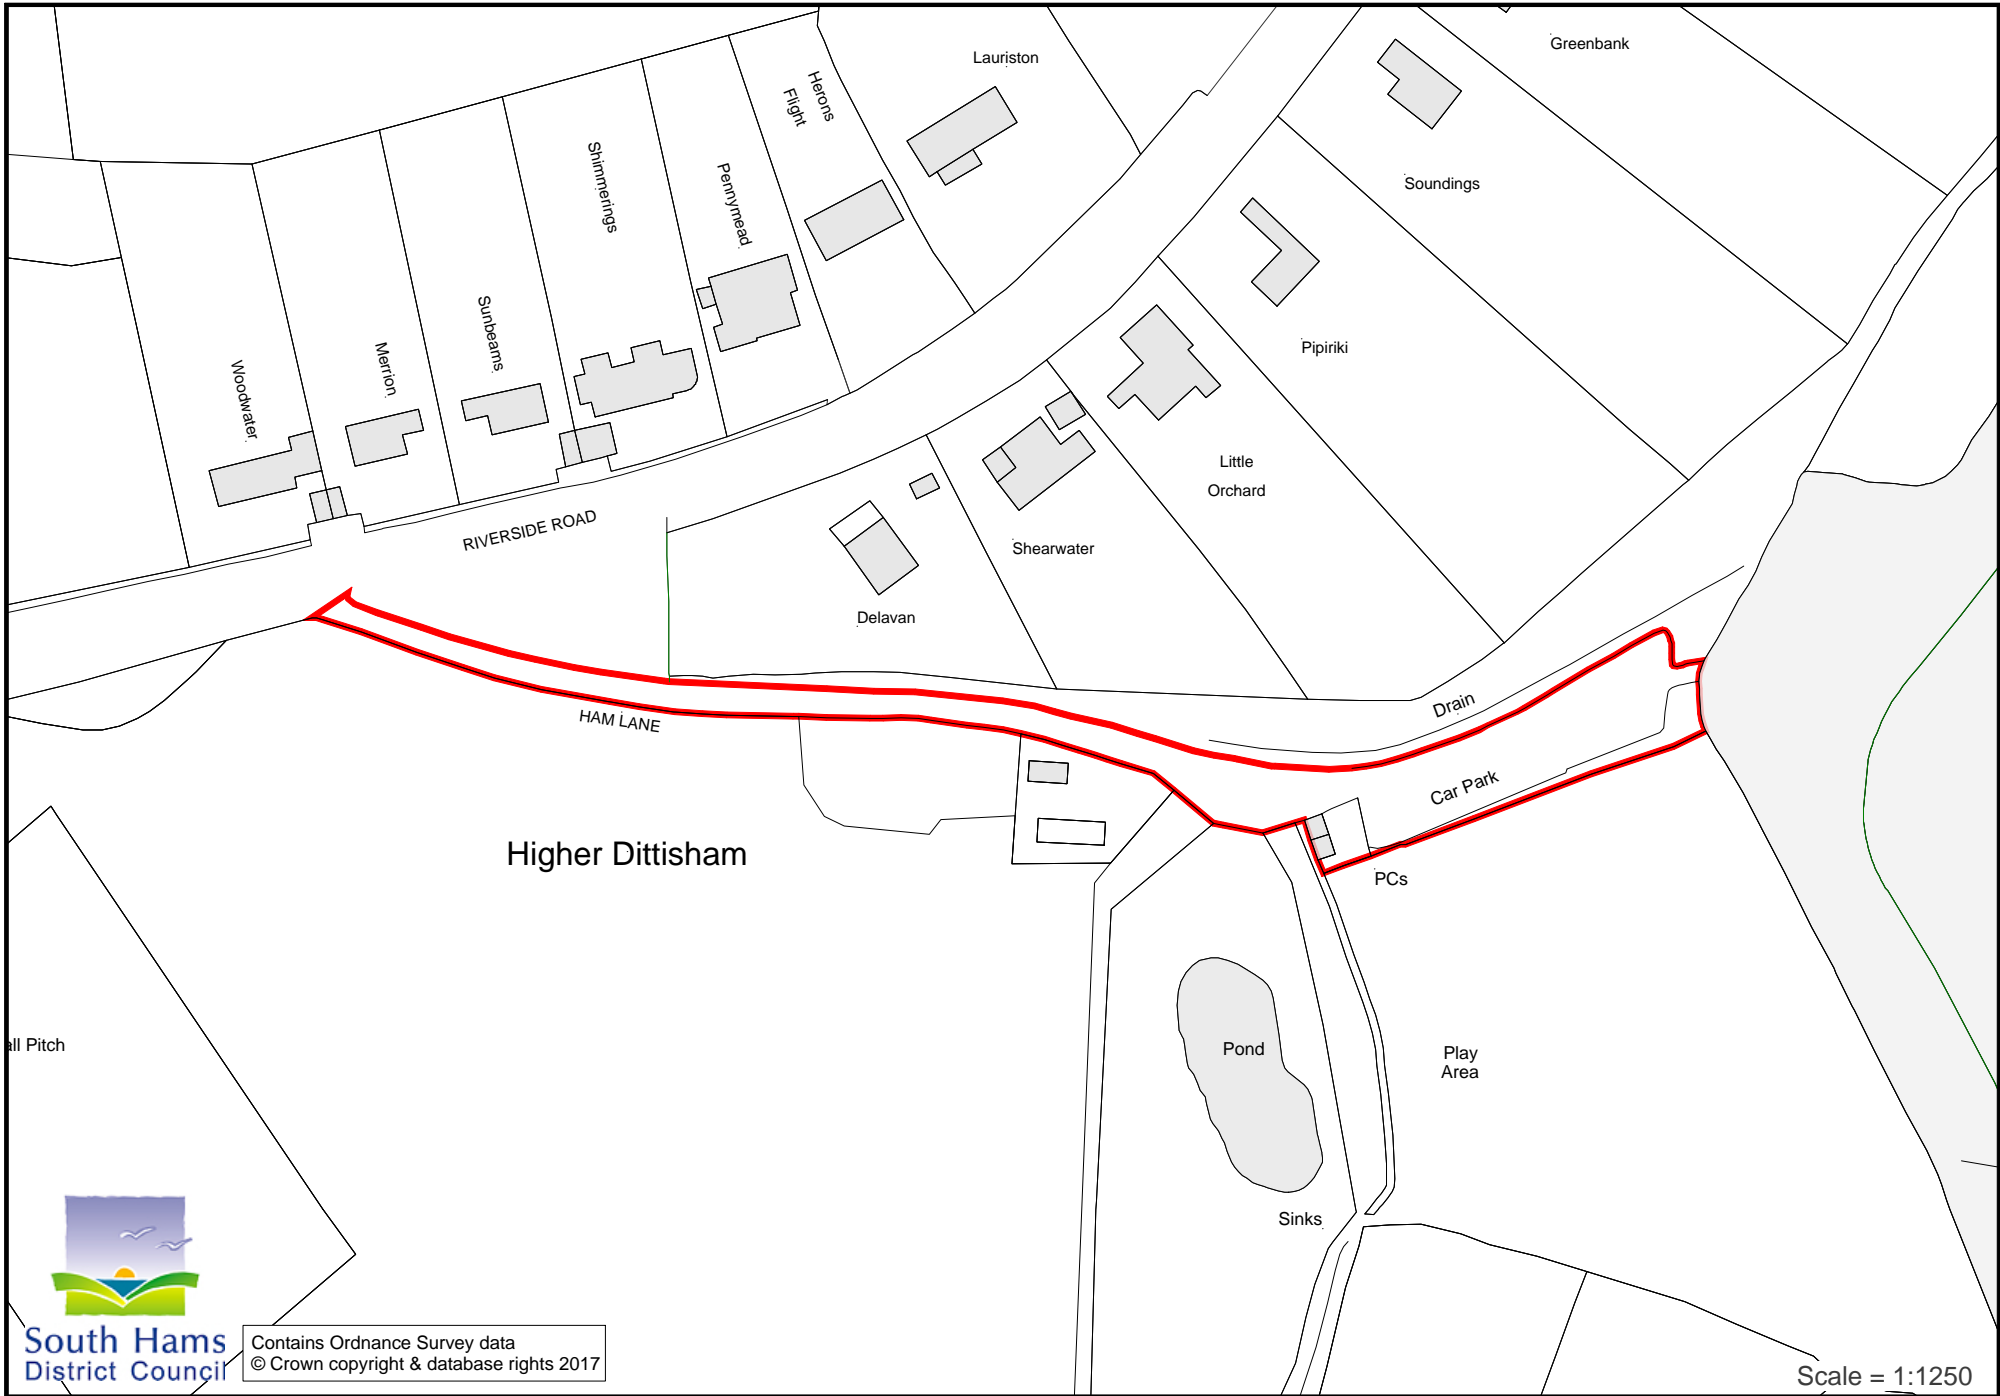 Greenbank
Lauriston
Herons
Flight
Shimmerings
Pennymead
Soundings
Sunbeams
Merrion
Woodwater
Pipiriki
Little
Orchard
RIVERSIDE ROAD
Shearwater
Delavan
HAM LANE
Drain
Car Park
Higher Dittisham
PCs
all Pitch
Pond
Play
Area
Sinks
South Hams
District Council
Contains Ordnance Survey data
© Crown copyright & database rights 2017
Scale = 1:1250